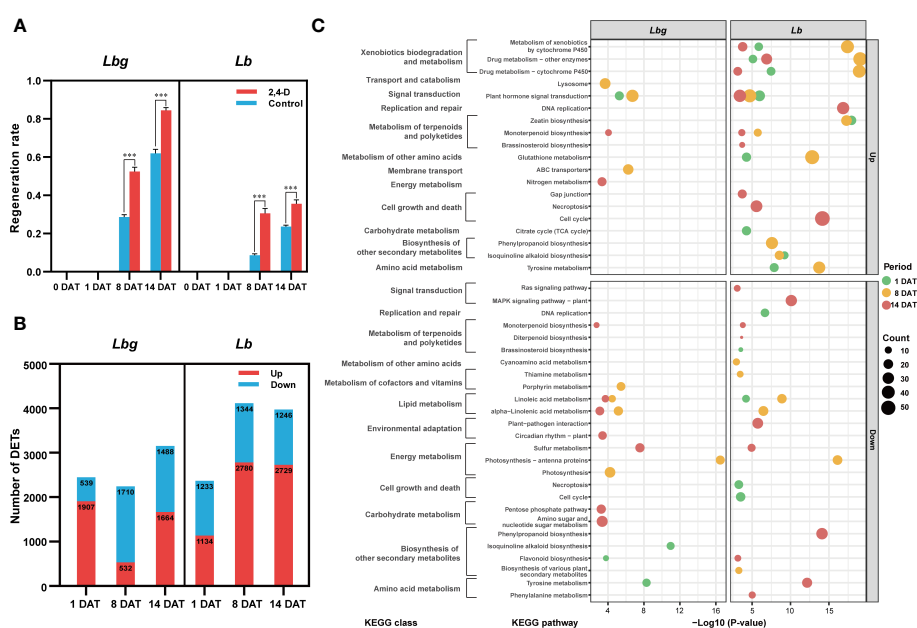 A
Lbg
Lb
1.0
0.8
0.6
0.4
0.2
0.0
Regeneration rate
2,4-D
Control
***
***
***
***
0 DAT
1 DAT
8 DAT
14 DAT
0 DAT
1 DAT
8 DAT
14 DAT
B
Lbg
Lb
5000
4000
3000
2000
1000
0
Number of DETs
Up
Down
539
1907
1710
532
1488
1664
1233
1134
1344
2780
1246
2729
1 DAT
8 DAT
14 DAT
1 DAT
8 DAT
14 DAT
C
Lbg
Lb
Xenobiotics biodegradation
and metabolism
Transport and catabolism
Signal transduction
Replication and repair
Metabolism of terpenoids
and polyketides
Metabolism of other amino acids
Membrane transport
Energy metabolism
Cell growth and death
Carbohydrate metabolism
Biosynthesis of
other secondary metabolites
Amino acid metabolism
Metabolism of xenobiotics
by cytochrome P450
Drug metabolism − other enzymes
Drug metabolism − cytochrome P450
Lysosome
Plant hormone signal transduction
DNA replication
Zeatin biosynthesis
Monoterpenoid biosynthesis
Brassinosteroid biosynthesis
Glutathione metabolism
ABC transporters
Nitrogen metabolism
Gap junction
Necroptosis
Cell cycle
Citrate cycle (TCA cycle)
Phenylpropanoid biosynthesis
Isoquinoline alkaloid biosynthesis
Tyrosine metabolism
Up
Signal transduction
Replication and repair
Metabolism of terpenoids
and polyketides
Metabolism of other amino acids
Metabolism of cofactors and vitamins
Lipid metabolism
Environmental adaptation
Energy metabolism
Cell growth and death
Carbohydrate metabolism
Biosynthesis of
other secondary metabolites
Amino acid metabolism
Ras signaling pathway
MAPK signaling pathway − plant
DNA replication
Monoterpenoid biosynthesis
Diterpenoid biosynthesis
Brassinosteroid biosynthesis
Cyanoamino acid metabolism
Thiamine metabolism
Porphyrin metabolism
Linoleic acid metabolism
alpha−Linolenic acid metabolism
Plant−pathogen interaction
Circadian rhythm − plant
Sulfur metabolism
Photosynthesis − antenna proteins
Photosynthesis
Necroptosis
Cell cycle
Pentose phosphate pathway
Amino sugar and
nucleotide sugar metabolism
Phenylpropanoid biosynthesis
Isoquinoline alkaloid biosynthesis
Flavonoid biosynthesis
Biosynthesis of various plant
secondary metabolites
Tyrosine metabolism
Phenylalanine metabolism
Down
4
8
12
16
5
10
15
KEGG class
KEGG pathway
−Log10 (P-value)
Period
1 DAT
8 DAT
14 DAT
Count
10
20
30
40
50